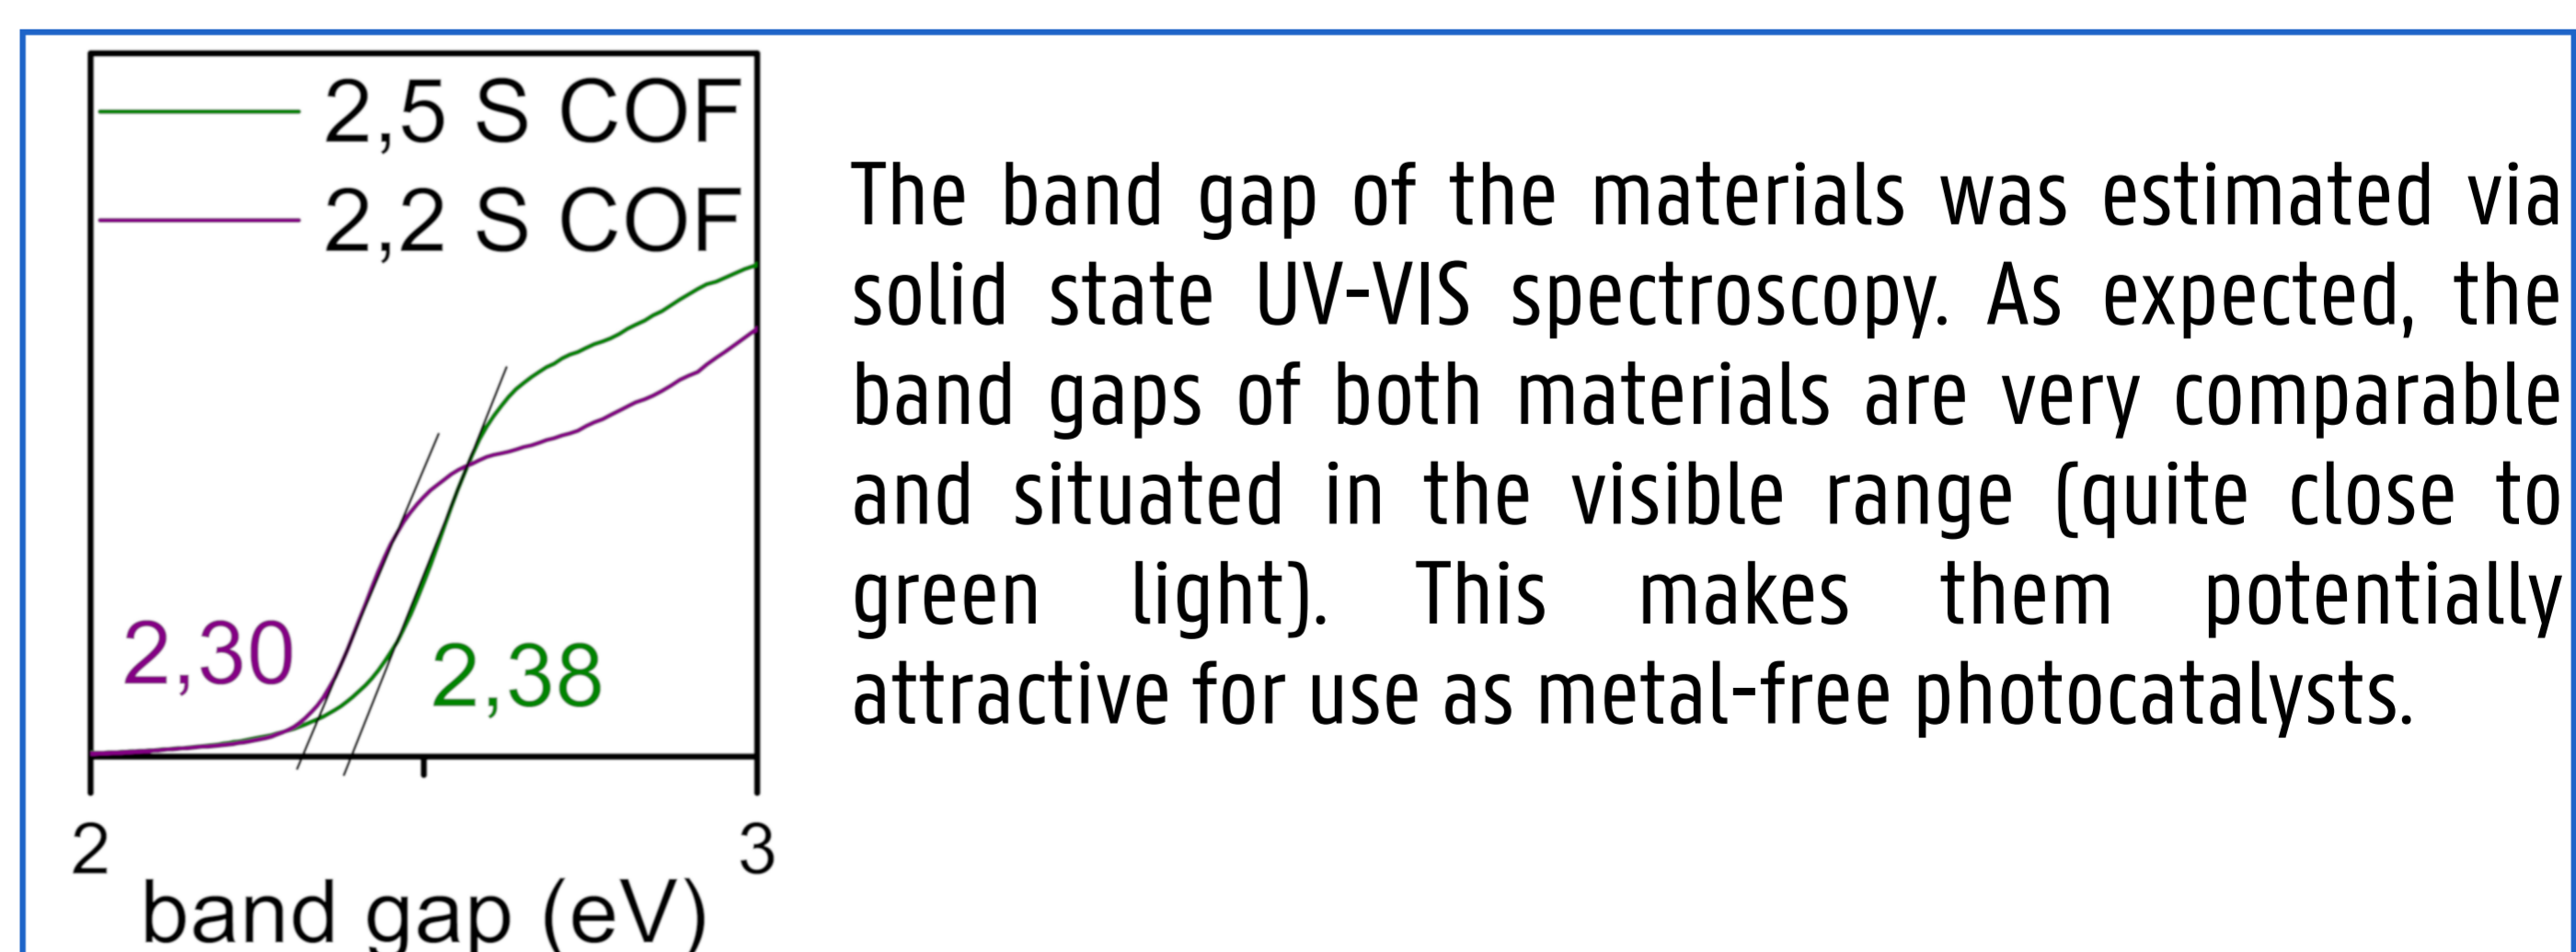 2,5 S COF
2,2 S COF
2,30
2,38
2
3
band gap (eV)
The band gap of the materials was estimated via
solid state UV-VIS spectroscopy. As expected, the
band gaps of both materials are very comparable
and situated in the visible range (quite close to
green light). This makes them potentially
attractive for use as metal-free photocatalysts.